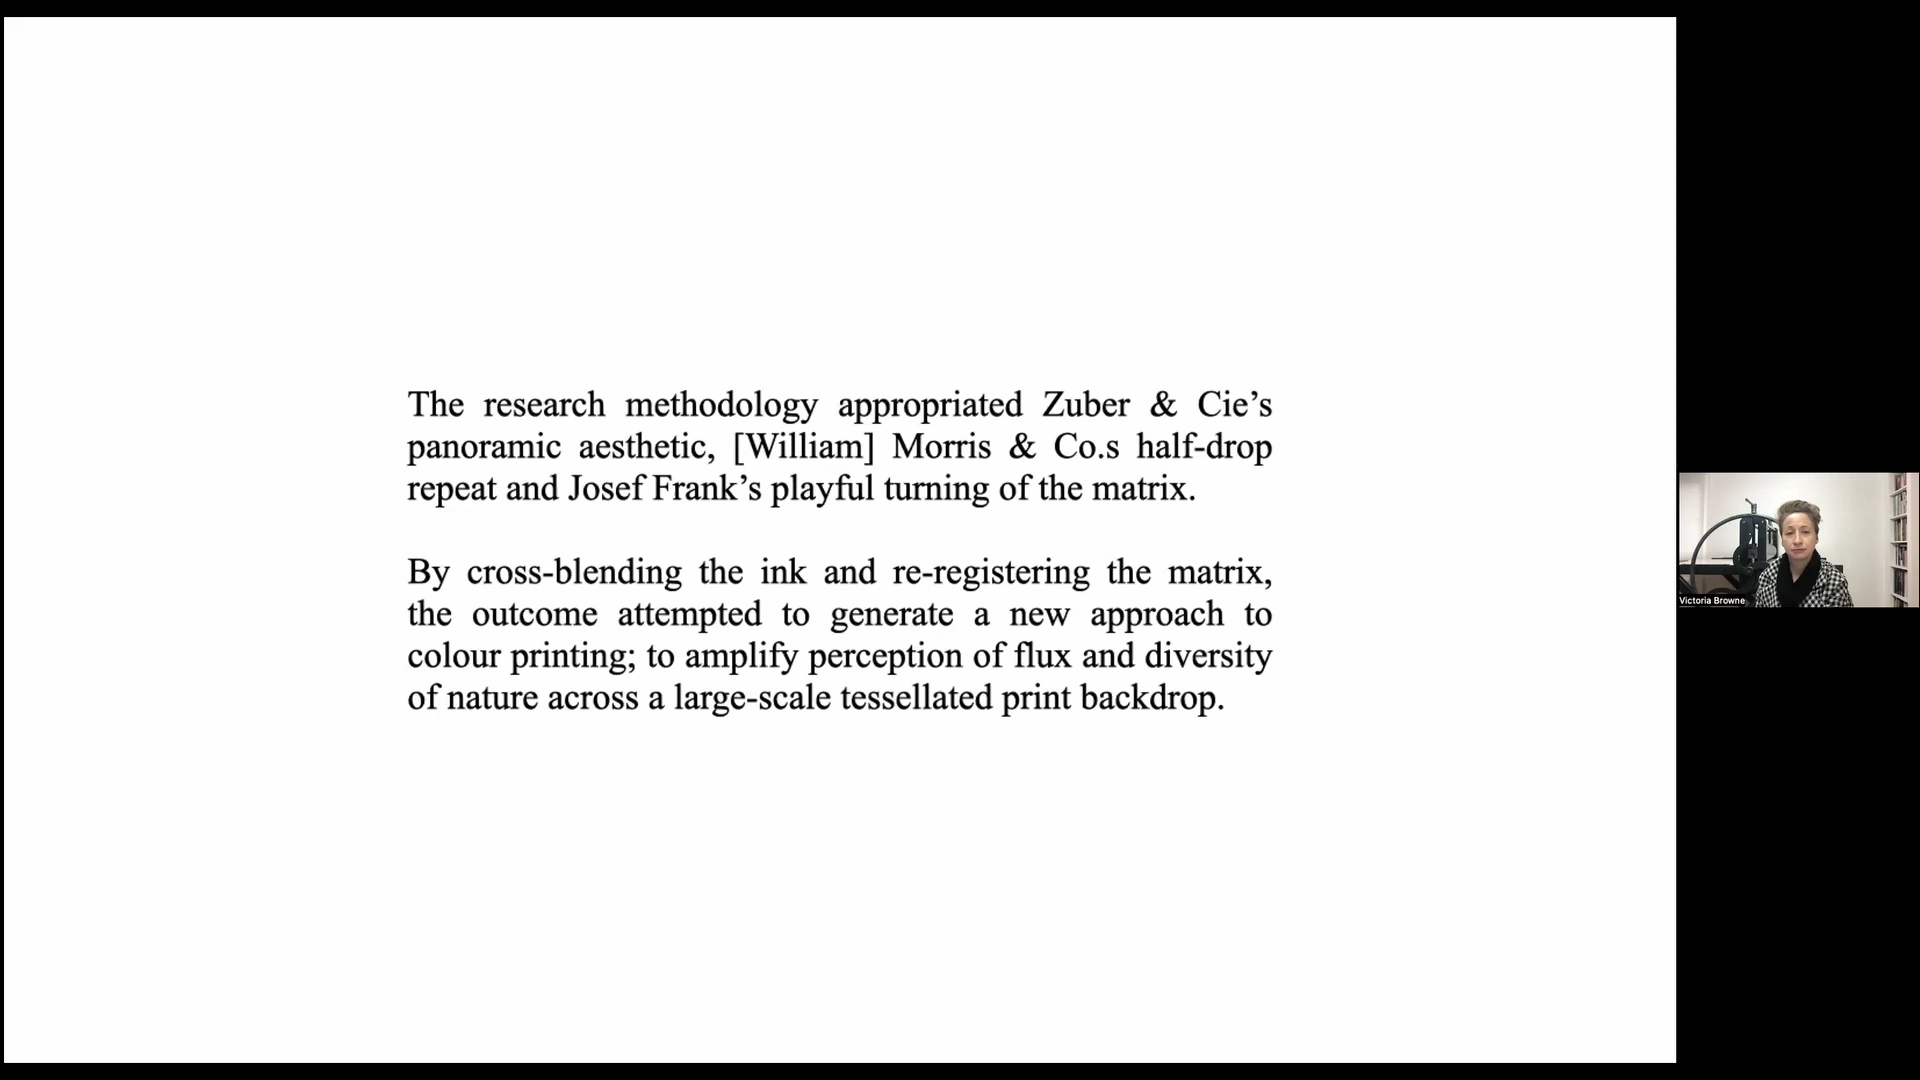 The research methodology appropriated Zuber & Cie’s
panoramic aesthetic, [William] Morris & Co.s half-drop
repeat and Josef Frank’s playful turning of the matrix.
By cross-blending the ink and re-registering the matrix,
the outcome attempted to generate a new approach to
colour printing; to amplify perception of flux and diversity
of nature across a large-scale tessellated print backdrop.
Victoria Browne